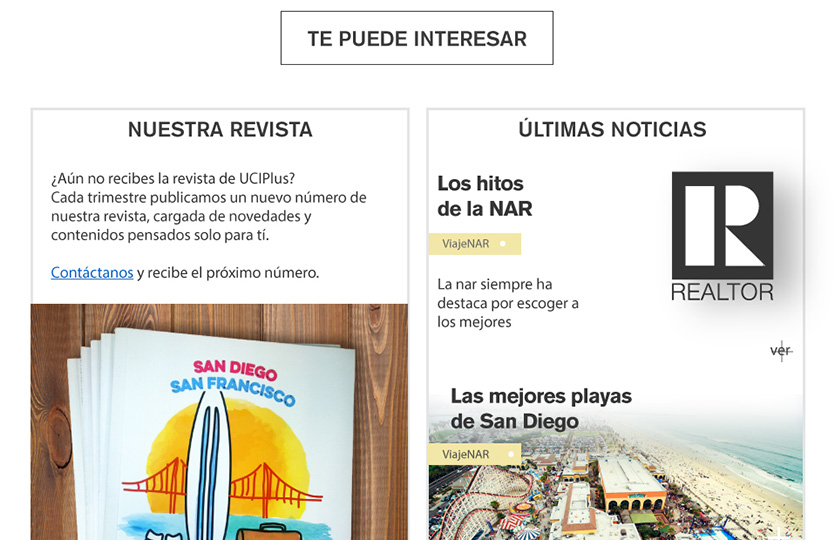 TE PUEDE INTERESAR
NUESTRA REVISTA
¿Aún no recibes la revista de UCIPlus?
Cada trimestre publicamos un nuevo número de
nuestra revista, cargada de novedades y
contenidos pensados solo para tí.
Contáctanos y recibe el próximo número.
SAN DIEGO
SAN FRANCISCO
ÚLTIMAS NOTICIAS
Los hitos
de la NAR
ViajeNAR
La nar siempre ha
destaca por escoger a
los mejores
R
REALTOR
ver
Las mejores playas
de San Diego
ViajeNAR